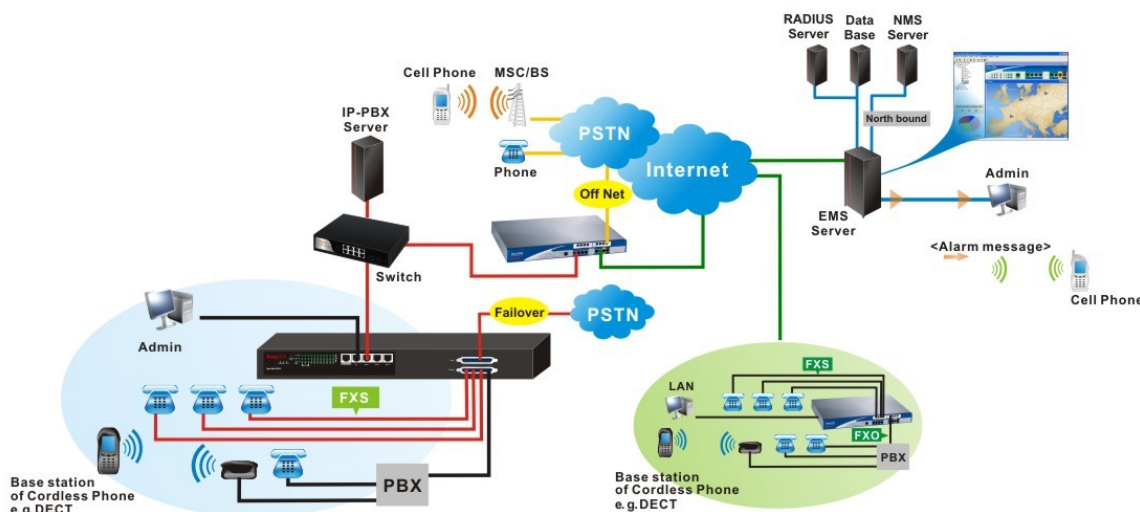 RADIUS
Server
Data
Base
NMS
Server
Cell Phone
MSC/BS
IP-PBX
Server
North bound
PSTN
Internet
Phone
Off Net
Admin
EMS
Server
<Alarm message>
Switch
Cell Phone
Failover
PSTN
Admin
FXS
LAN
FXS
FXO
PBX
Base station
of Cordless Phone
e.g.DECT
PBX
Base station
of Cordless Phone
e.g.DECT